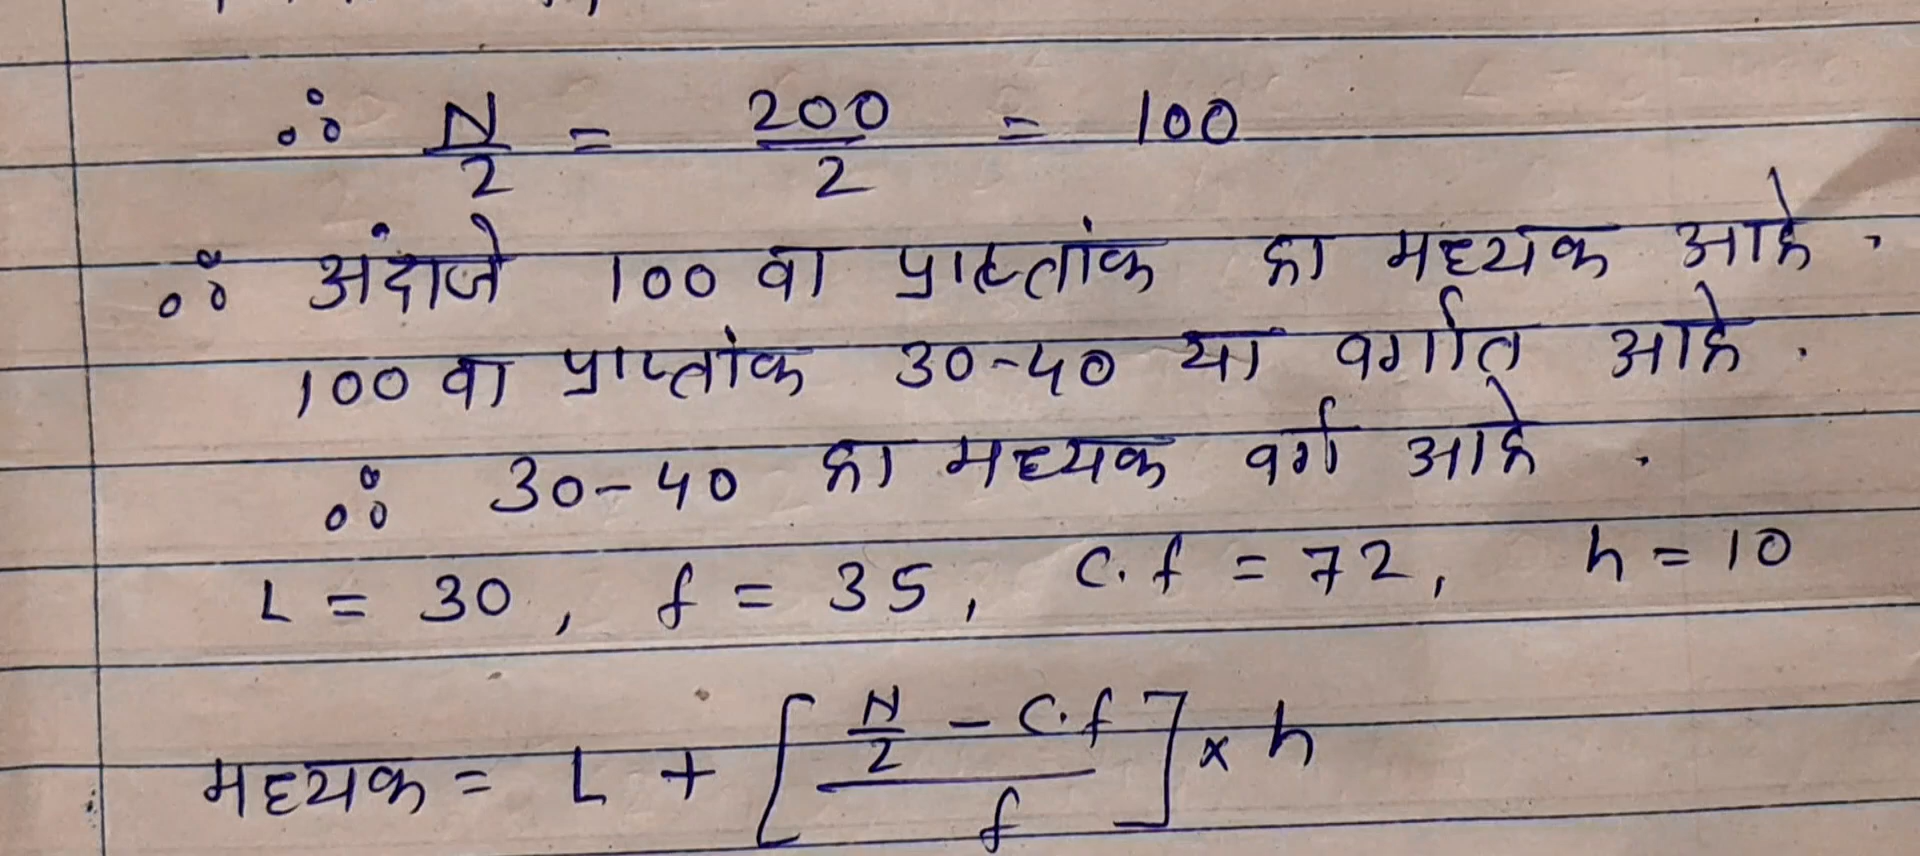 ∴ N/2 = 200/2 = 100
∴ अंदाजे 100 वा प्राप्तांक हा मध्यक आहे.
100 वा प्राप्तांक 30-40 या वर्गात आहे.
∴ 30-40 हा मध्यक वर्ग आहे.
L = 30, f = 35, C.f = 72, h = 10
मध्यक = L + [(N/2 - C.f)/f] × h